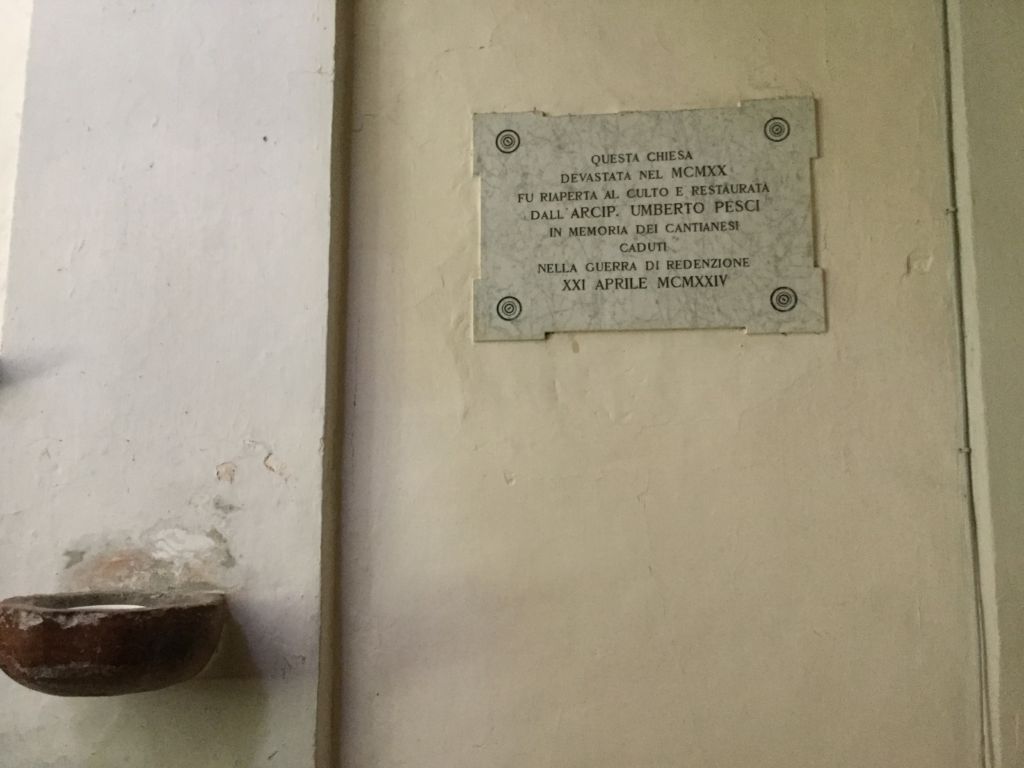 QUESTA CHIESA
DEVASTATA NEL MCMXX
FU RIAPERTA AL CULTO E RESTAURATA
DALL'ARCIP. UMBERTO PESCI
IN MEMORIA DEI CANTIANESI
CADUTI
NELLA GUERRA DI REDENZIONE
XXI APRILE MCMXXIV